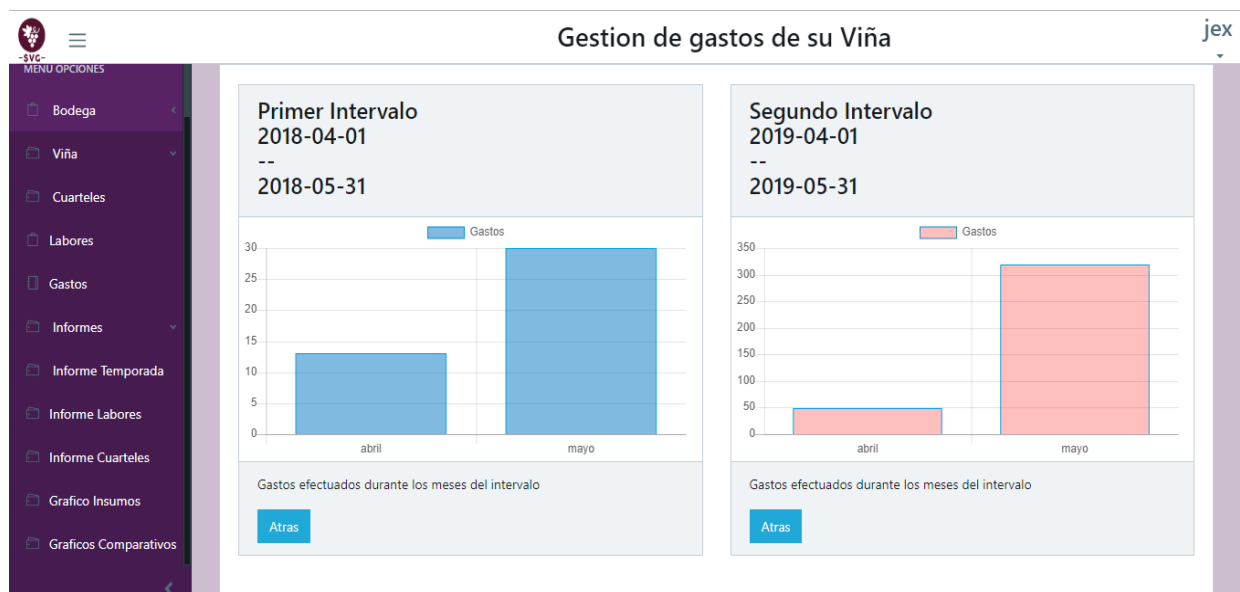 -SVG-
Gestion de gastos de su Viña
jex
MENU OPCIONES
Bodega
Viña
Cuarteles
Labores
Gastos
Informes
Informe Temporada
Informe Labores
Informe Cuarteles
Grafico Insumos
Graficos Comparativos
Primer Intervalo
2018-04-01
--
2018-05-31
Gastos
30
25
20
15
10
5
0
abril
mayo
Gastos efectuados durante los meses del intervalo
Atras
Segundo Intervalo
2019-04-01
--
2019-05-31
Gastos
350
300
250
200
150
100
50
0
abril
mayo
Gastos efectuados durante los meses del intervalo
Atras